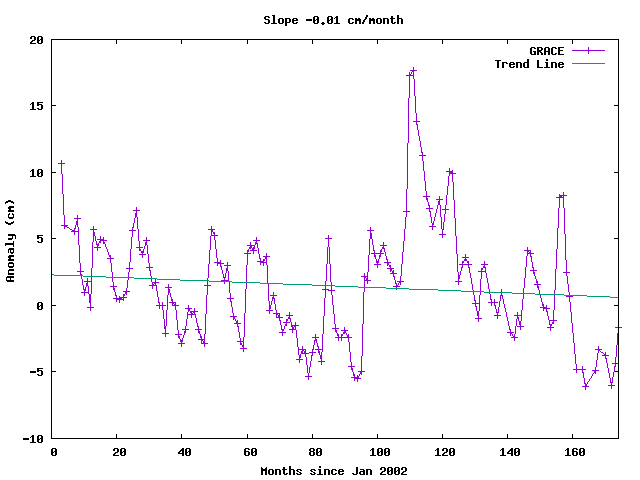 Slope -0.01 cm/month
GRACE
Trend Line
20
15
10
5
0
-5
-10
Anomaly (cm)
0 20 40 60 80 100 120 140 160
Months since Jan 2002